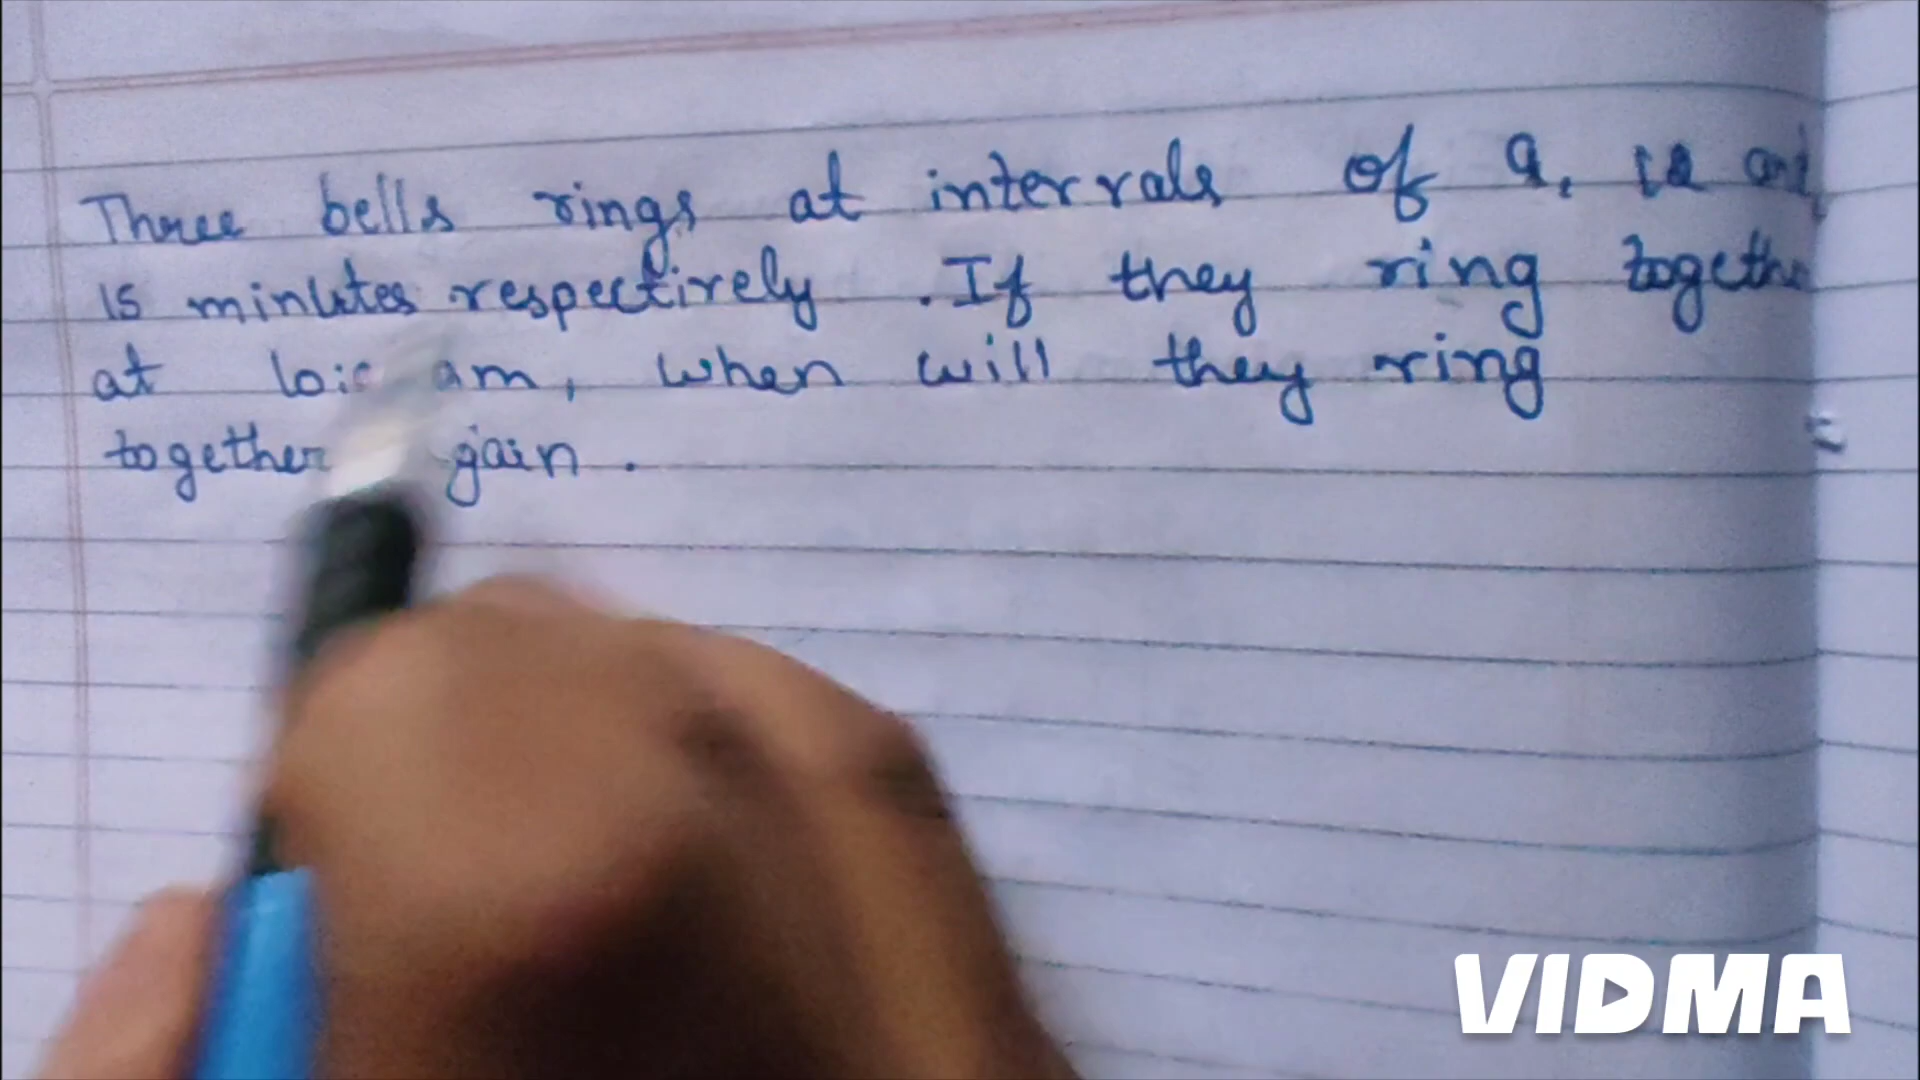 Three bells rings at intervals of 9, 12 and
15 minutes respectively . If they ring togethe
at am, when will they ring
together gain .
VIDMA